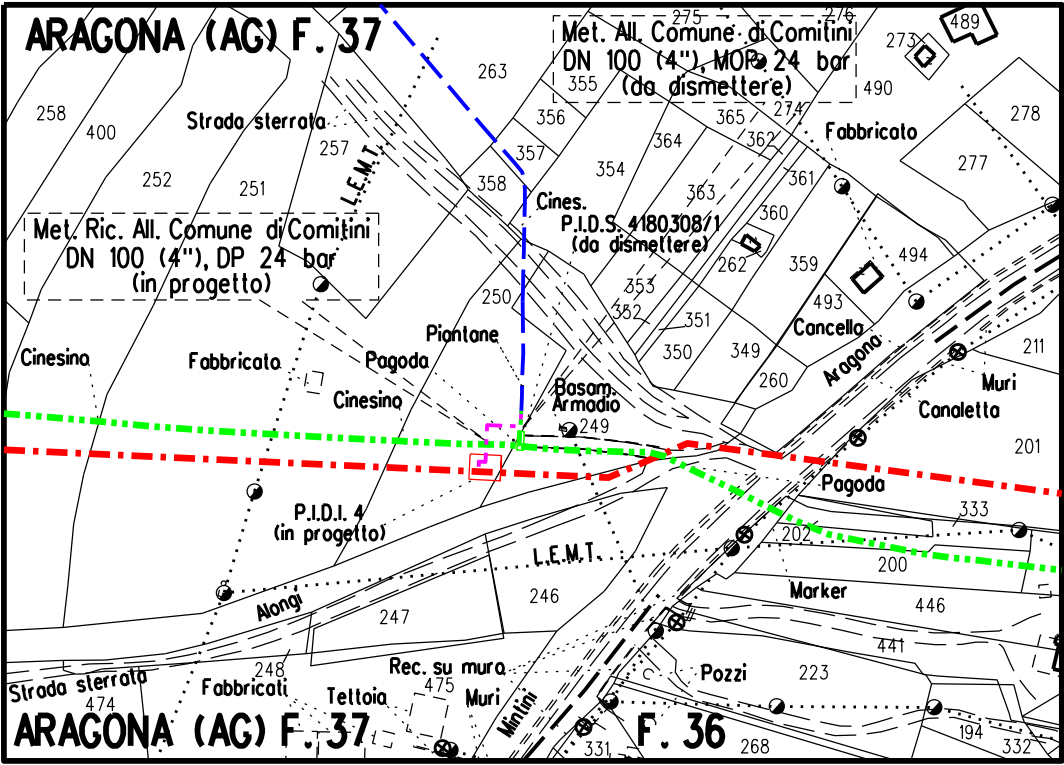 ARAGONA (AG) F. 37
Met. All. Comune di Comitini
DN 100 (4"), MOP 24 bar
(da dismettere)
275
276
489
273
490
263
355
278
258
400
Strada sterrata
257
356
274
365
362
Fabbricato
364
357
354
277
252
251
L.E.M.T.
358
363
361
Cines.
360
P.I.D.S. 4180308/1
(da dismettere)
Met. Ric. All. Comune di Comitini
DN 100 (4"), DP 24 bar
(in progetto)
262
359
494
353
250
352
351
493
Cancella
Piantane
350
349
Aragona
211
Cinesino
Fabbricato
Pagoda
260
Muri
Cinesino
Basam.
Armadio
249
Canaletta
201
Pagoda
P.I.D.I. 4
(in progetto)
333
202
L.E.M.T.
200
Alongi
246
Marker
446
247
441
248
Rec. su muro
Pozzi
223
Strada sterrata
474
Fabbricati
Tettoia
475
Muri
Mintini
ARAGONA (AG) F. 37
F. 36
331
268
194
332